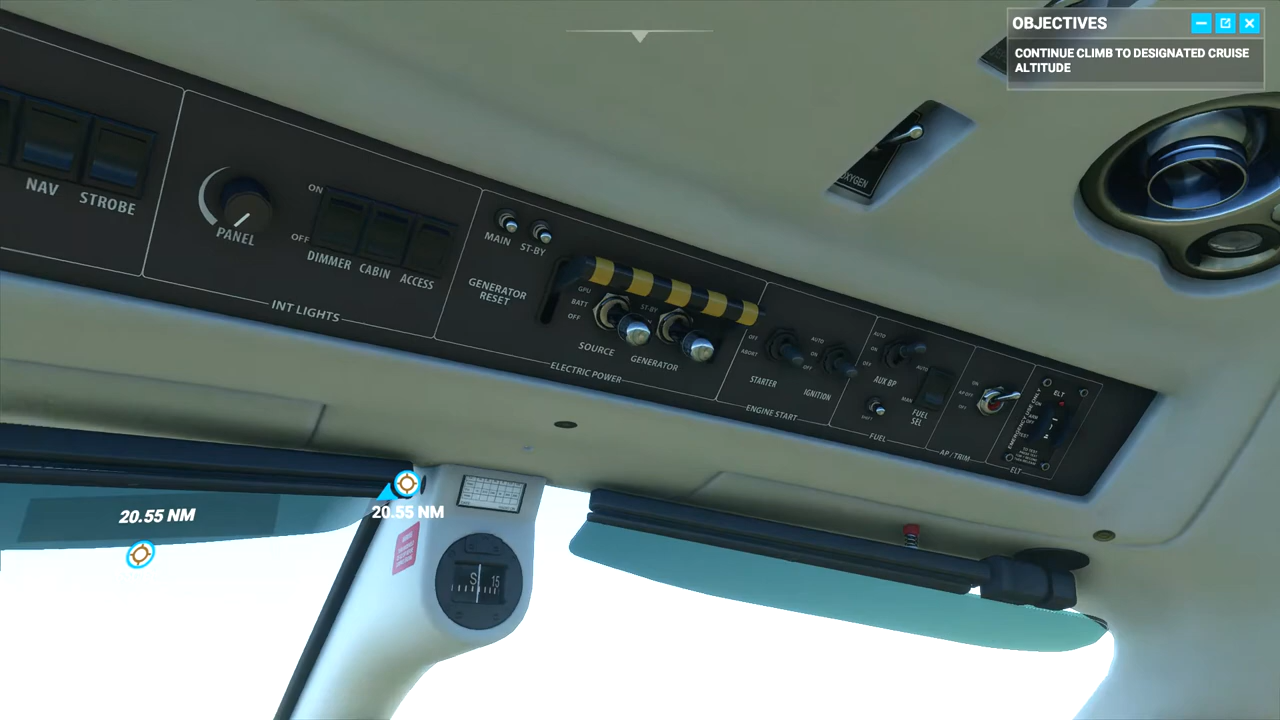 OBJECTIVES
CONTINUE CLIMB TO DESIGNATED CRUISE
ALTITUDE
OXYGEN
NAV
STROBE
PANEL
ON
OFF
DIMMER
CABIN
ACCESS
INT LIGHTS
MAIN
ST-BY
GENERATOR
RESET
GPU
BATT
OFF
ST-BY
SOURCE
GENERATOR
ELECTRIC POWER
OFF
ABORT
STARTER
AUTO
ON
OFF
IGNITION
ENGINE START
AUTO
ON
OFF
AUX BP
AUTO
MAN
FUEL
SEL
FUEL
ON
OFF
AP / TRIM
ELT
ELT
20.55 NM
20.55 NM
S 15